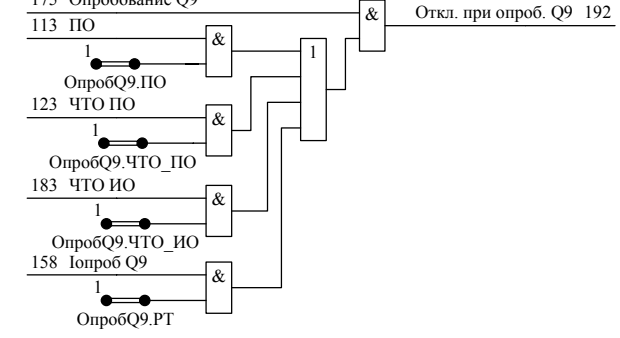 175 Опробование Q9
&
Откл. при опроб. Q9 192
113 ПО
&
1
1
ОпробQ9.ПО
123 ЧТО ПО
&
1
ОпробQ9.ЧТО_ПО
183 ЧТО ИО
&
1
ОпробQ9.ЧТО_ИО
158 Iопроб Q9
&
1
ОпробQ9.РТ